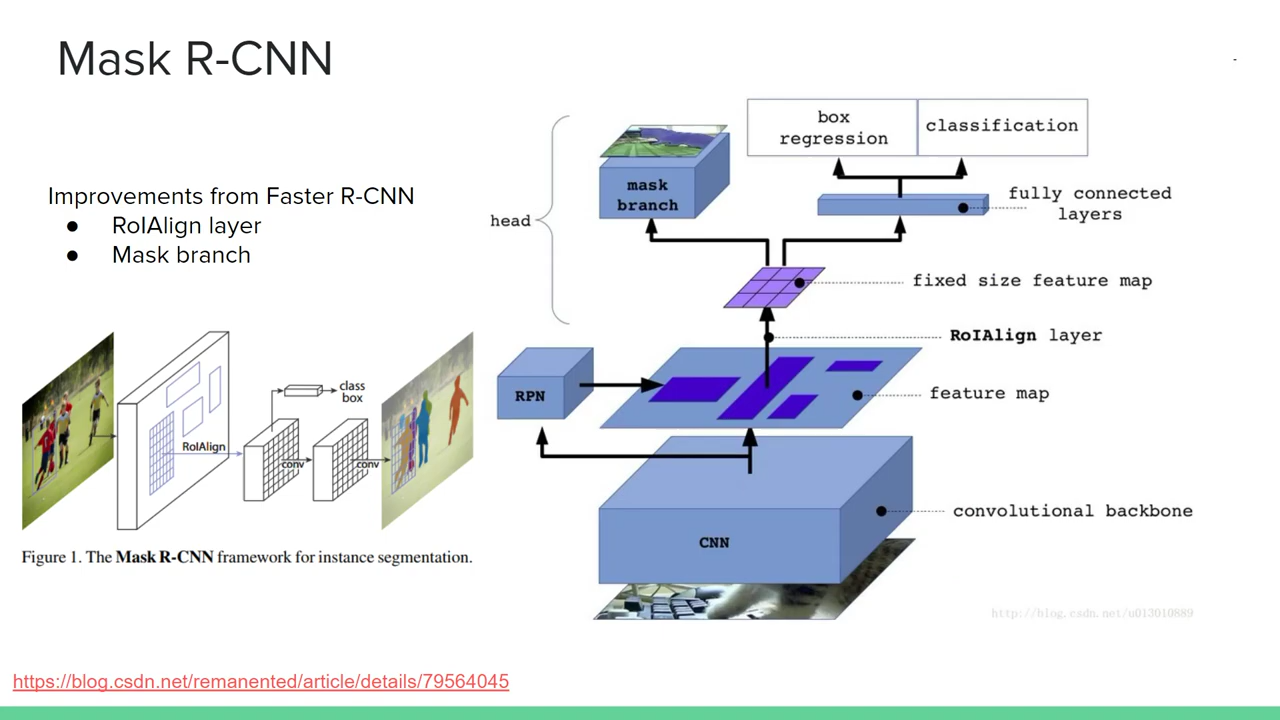 Mask R-CNN
-
Improvements from Faster R-CNN
● RoIAlign layer
● Mask branch
RoIAlign
class
box
conv
conv
Figure 1. The Mask R-CNN framework for instance segmentation.
box
regression
classification
mask
branch
fully connected
layers
head
fixed size feature map
RoIAlign layer
RPN
feature map
convolutional backbone
CNN
http://blog.csdn.net/u013010889
https://blog.csdn.net/remanented/article/details/79564045